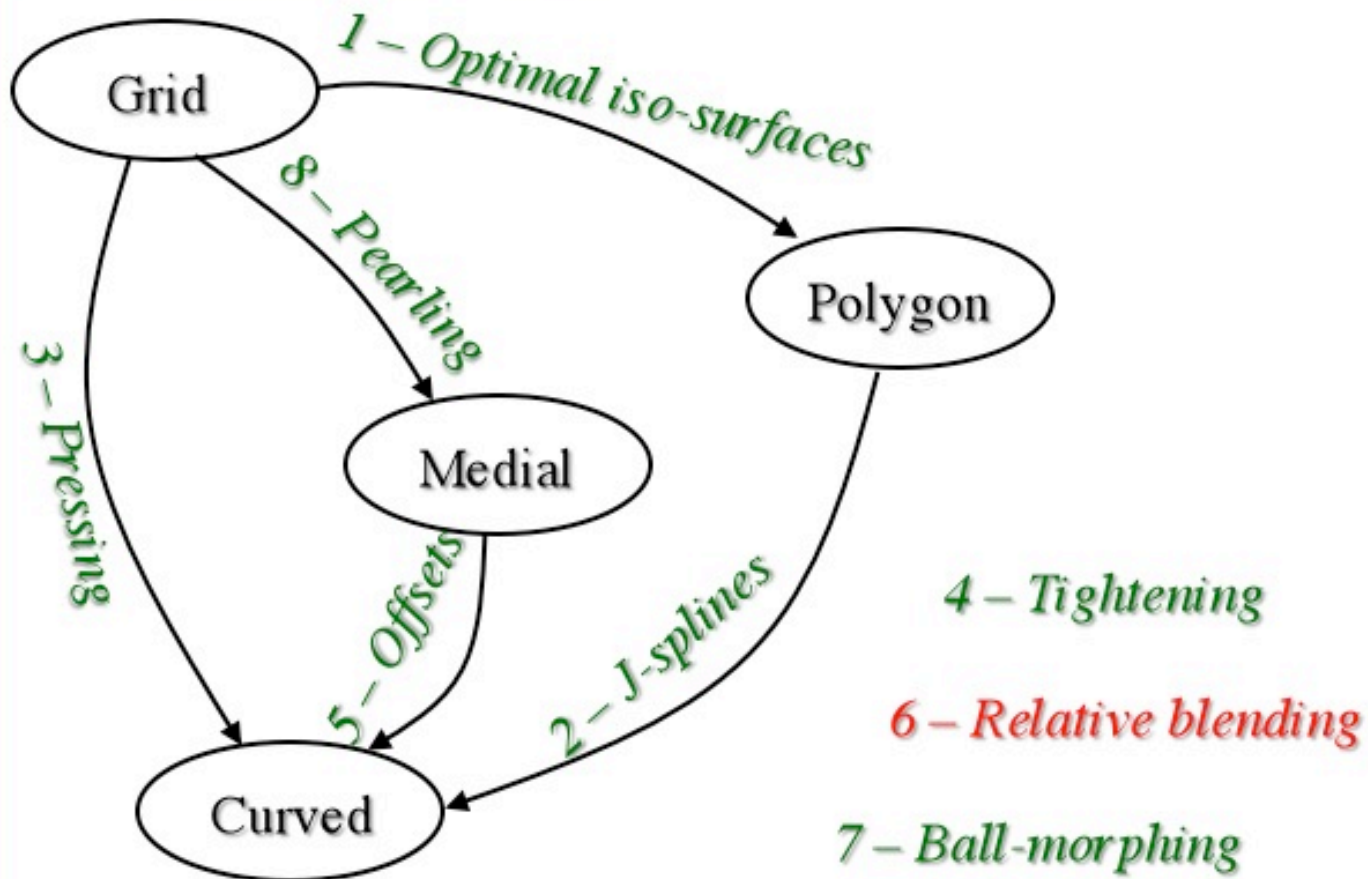 1 – Optimal iso-surfaces
Grid
8 – Pearling
Polygon
3 – Pressing
Medial
5 – Offsets
2 – J-splines
4 – Tightening
6 – Relative blending
Curved
7 – Ball-morphing